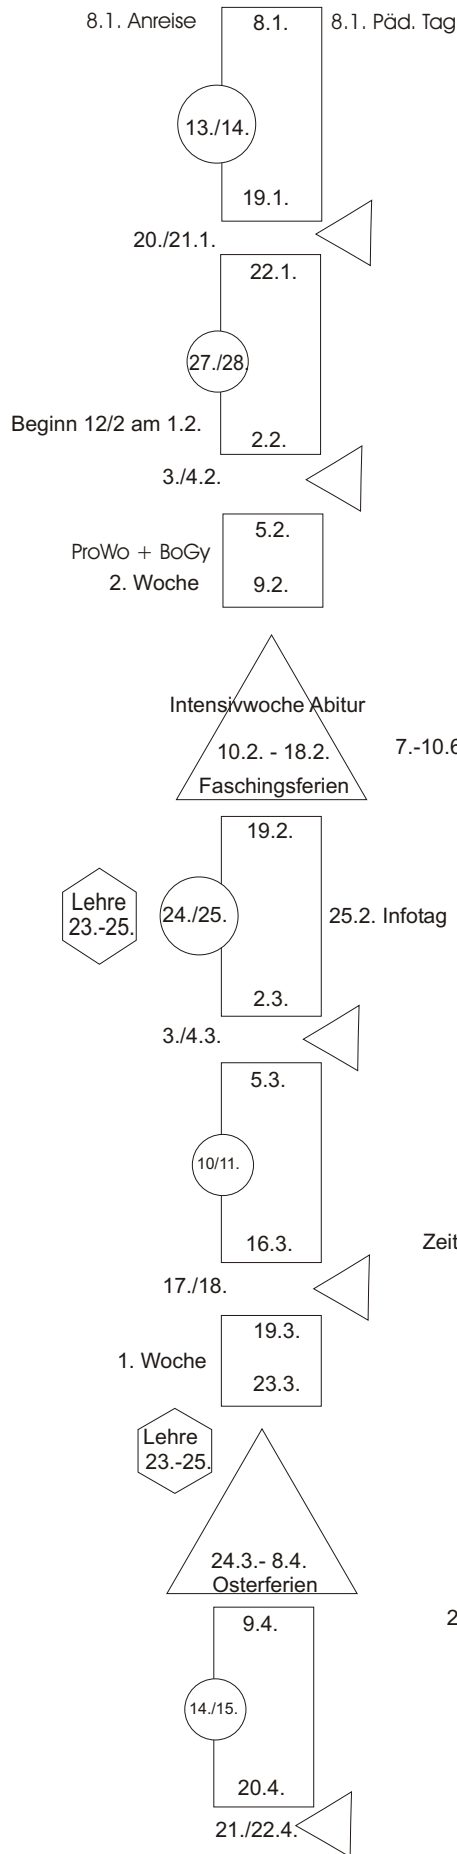 8.1. Anreise 8.1. 8.1. Päd. Tag
13./14.
19.1.
20./21.1.
22.1.
27./28.
Beginn 12/2 am 1.2.
2.2.
3./4.2.
5.2.
ProWo + BoGy
2. Woche 9.2.
Intensivwoche Abitur
10.2. - 18.2. 7.-10.6
Faschingsferien
19.2.
Lehre
23.-25.
24./25. 25.2. Infotag
2.3.
3./4.3.
5.3.
10/11.
16.3. Zeit
17./18.
19.3.
1. Woche
23.3.
Lehre
23.-25.
24.3.- 8.4.
Osterferien
9.4. 2
14./15.
20.4.
21./22.4.